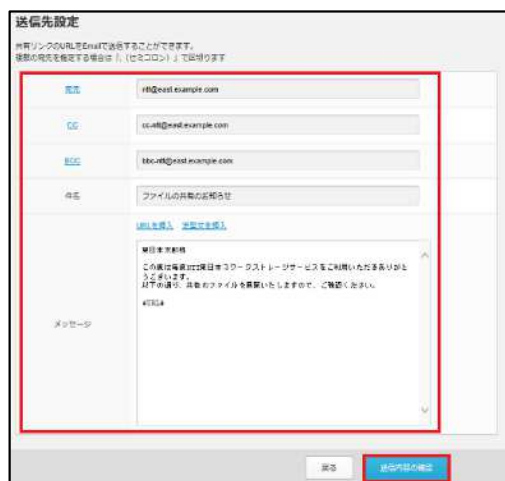 送信先設定
共有リンクのURLをEmailで送信することができます。
複数の宛先を指定する場合は「;（セミコロン）」で区切ります
宛先 ntt@east.example.com
CC cc-ntt@east.example.com
BCC bbc-ntt@east.example.com
件名 ファイルの共有のお知らせ
URLを挿入 定型文を挿入
東日本太郎様
この度は毎度NTT東日本コワークストレージサービスをご利用いただきありがと
うございます。
以下の通り、共有のファイルを展開いたしますので、ご確認ください。
#URL#
メッセージ
戻る 送信内容の確認